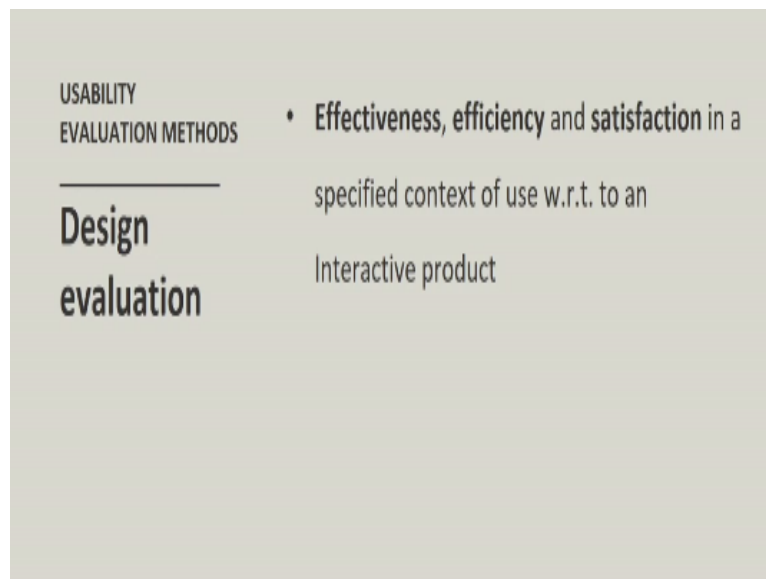 USABILITY
EVALUATION METHODS
Design
evaluation
• Effectiveness, efficiency and satisfaction in a
specified context of use w.r.t. to an
Interactive product